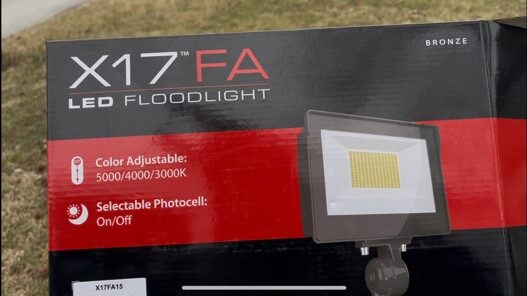 X17™ FA
BRONZE
LED FLOODLIGHT
Color Adjustable:
5000/4000/3000K
Selectable Photocell:
On/Off
X17FA15